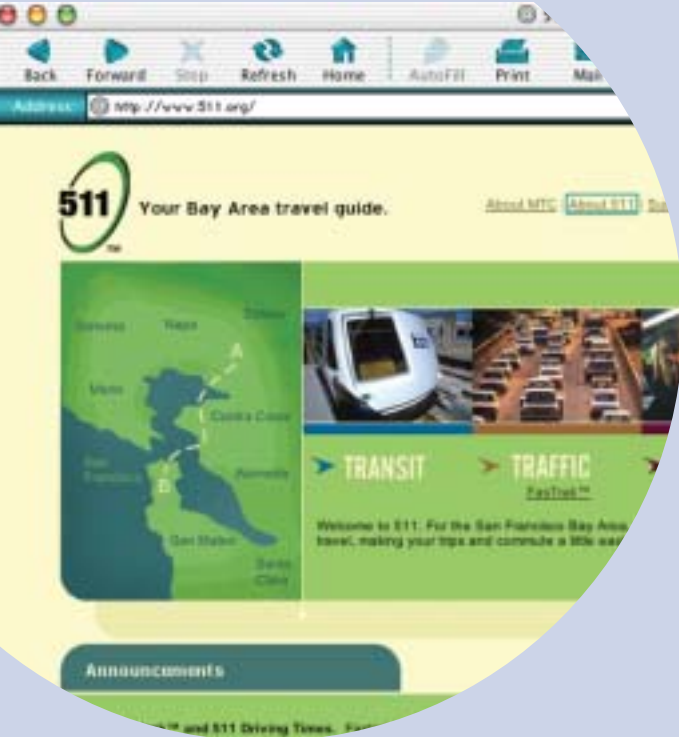 Back Forward Stop Refresh Home AutoFill Print
Address http://www.511.org/
511 Your Bay Area travel guide. About MTC About 511
TM
Sonoma Napa Solano
A
Marin
Contra Costa
San Francisco
Alameda
B
San Mateo
Santa Clara
TRANSIT TRAFFIC
FasTrak™
Welcome to 511. For the San Francisco Bay Area
travel, making your trips and commute a little
Announcements
and 511 Driving Times.